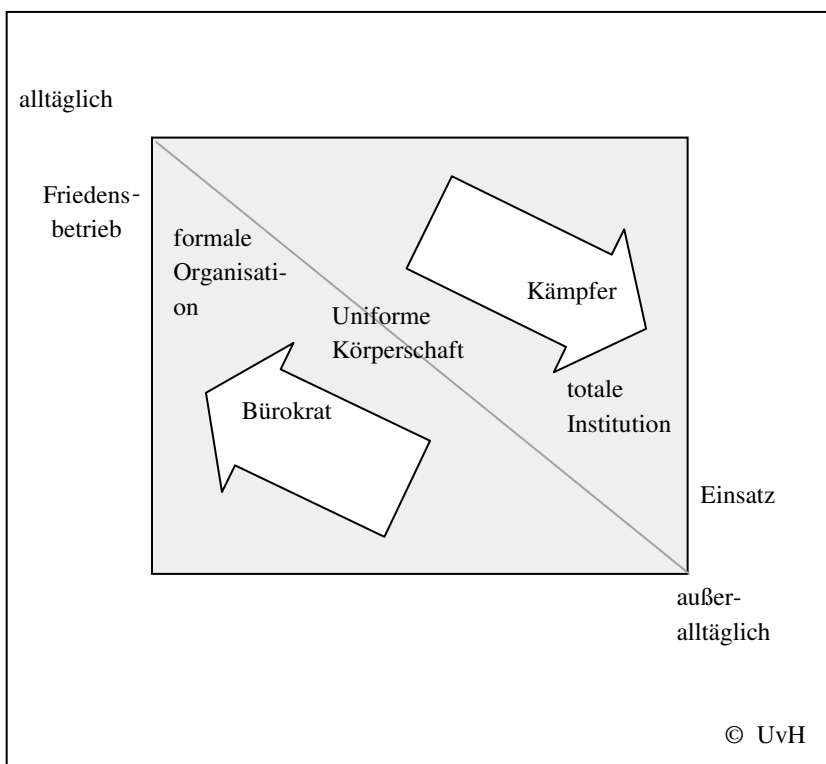 alltäglich
Friedens-
betrieb
formale
Organisati-
on
Kämpfer
Uniforme
Körperschaft
Bürokrat
totale
Institution
Einsatz
außer-
alltäglich
© UvH